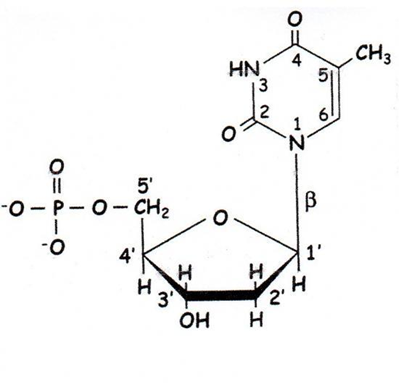 O
4
CH3
HN
3
5
2
6
O
1
N
O
5'
β
-O - P - O - CH2
O
-O
4'
1'
H
H
H
H
3'
2'
OH
H